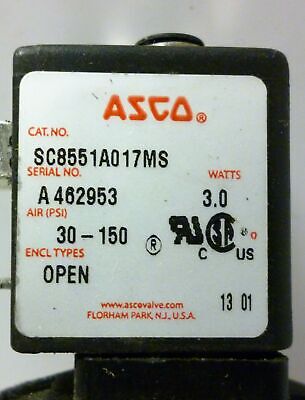 ASCO®
CAT. NO.
SC8551A017MS
SERIAL NO. WATTS
A 462953 3.0
AIR (PSI)
30 - 150 ®
ENCL TYPES C US
OPEN
www.ascovalve.com 13 01
FLORHAM PARK, N.J., U.S.A.